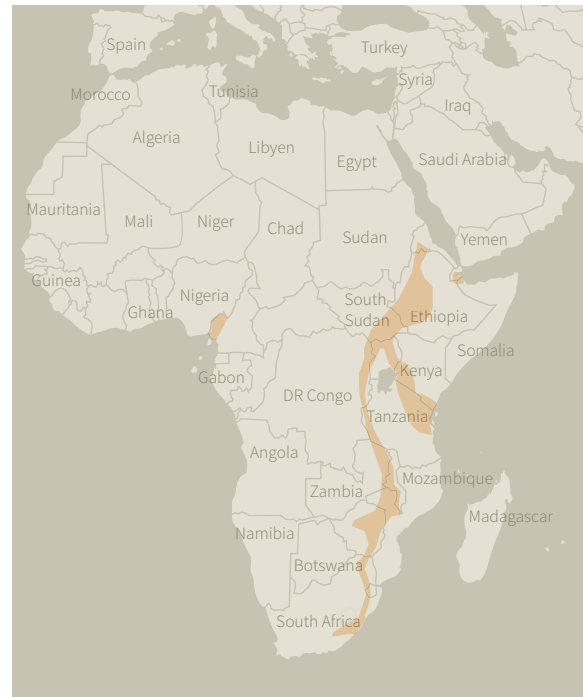 Spain
Turkey
Syria
Morocco
Tunisia
Iraq
Algeria
Libyen
Egypt
Saudi Arabia
Mauritania
Mali
Niger
Chad
Sudan
Yemen
Guinea
Nigeria
Ghana
South
Sudan
Ethiopia
Somalia
Gabon
DR Congo
Kenya
Tanzania
Angola
Zambia
Mozambique
Madagascar
Namibia
Botswana
South Africa